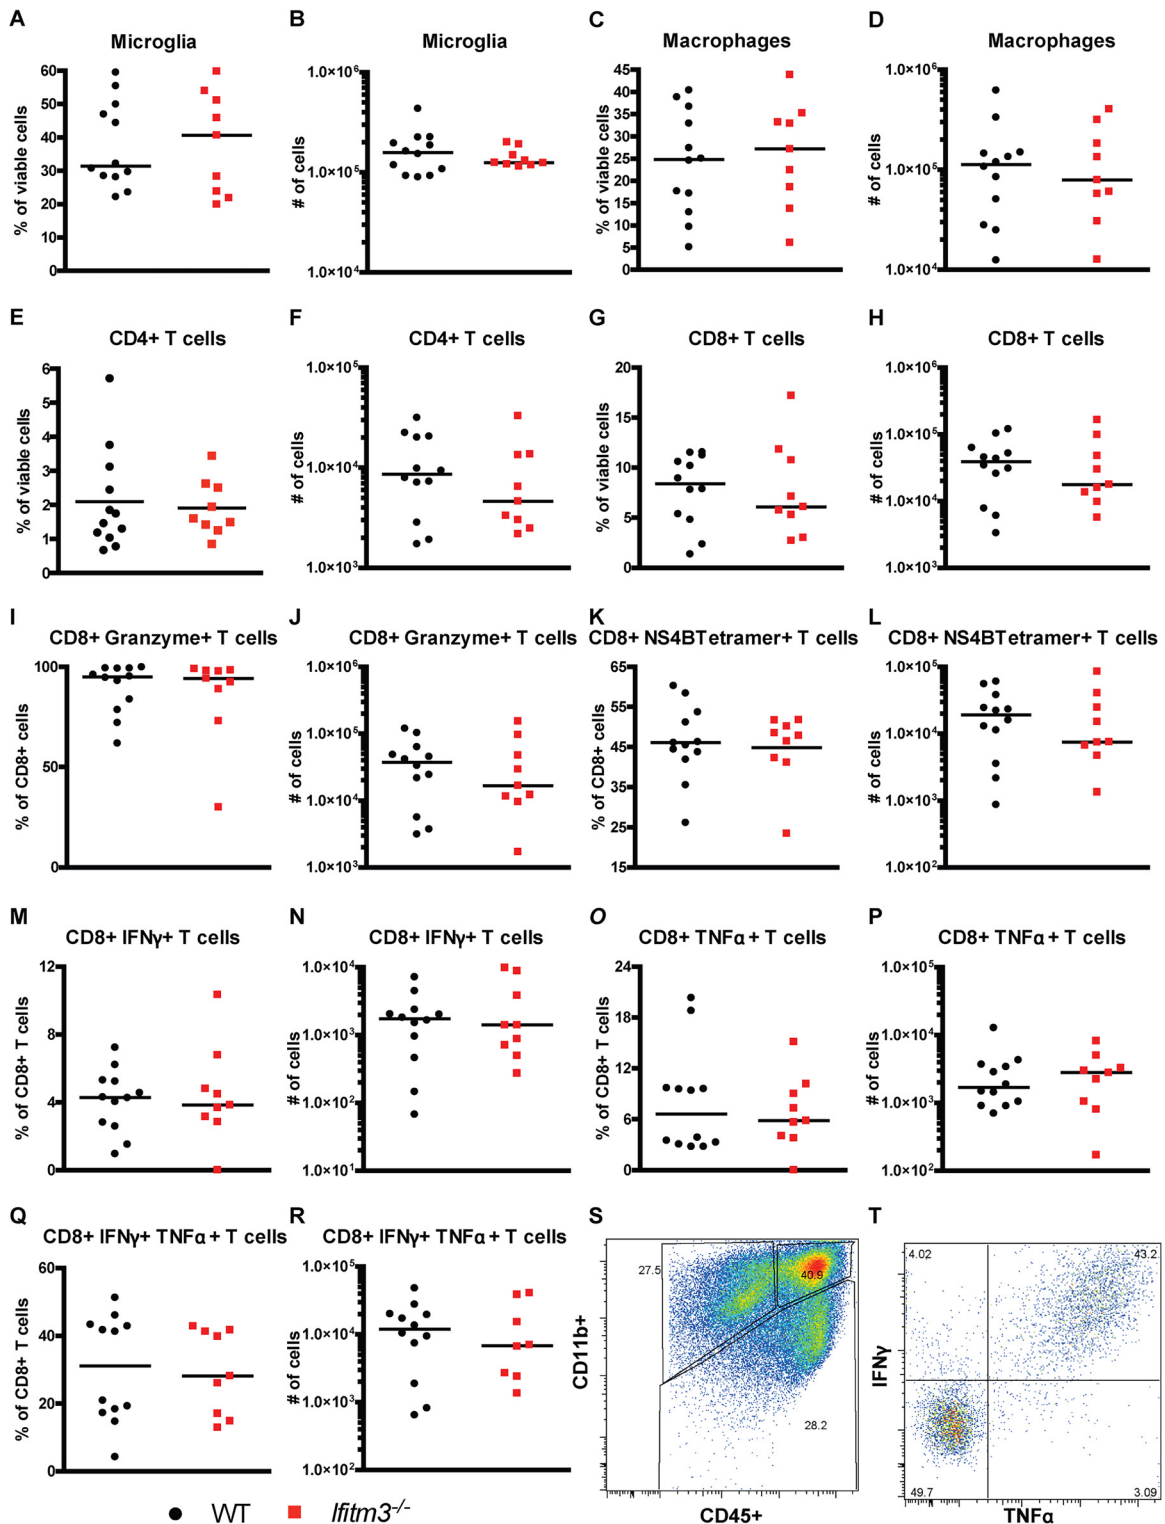 A
B
C
D
Microglia
Microglia
Macrophages
Macrophages
% of viable cells
60
50
40
30
20
10
0
# of cells
1.0×10⁶
1.0×10⁵
1.0×10⁴
% of viable cells
45
40
35
30
25
20
15
10
5
0
# of cells
1.0×10⁶
1.0×10⁵
1.0×10⁴
E
F
G
H
CD4+ T cells
CD4+ T cells
CD8+ T cells
CD8+ T cells
% of viable cells
6
5
4
3
2
1
0
# of cells
1.0×10⁵
1.0×10⁴
1.0×10³
% of viable cells
20
15
10
5
0
# of cells
1.0×10⁶
1.0×10⁵
1.0×10⁴
1.0×10³
I
J
K
L
CD8+ Granzyme+ T cells
CD8+ Granzyme+ T cells
CD8+ NS4BTetramer+ T cells
CD8+ NS4BTetramer+ T cells
% of CD8+ cells
100
50
0
# of cells
1.0×10⁶
1.0×10⁵
1.0×10⁴
1.0×10³
% of CD8+ cells
65
55
45
35
25
15
# of cells
1.0×10⁵
1.0×10⁴
1.0×10³
1.0×10²
M
N
O
P
CD8+ IFNγ+ T cells
CD8+ IFNγ+ T cells
CD8+ TNFα+ T cells
CD8+ TNFα+ T cells
% of CD8+ T cells
12
8
4
0
# of cells
1.0×10⁴
1.0×10³
1.0×10²
1.0×10¹
% of CD8+ T cells
24
18
12
6
0
# of cells
1.0×10⁵
1.0×10⁴
1.0×10³
1.0×10²
Q
R
S
T
CD8+ IFNγ+ TNFα+ T cells
CD8+ IFNγ+ TNFα+ T cells
% of CD8+ T cells
60
40
20
0
# of cells
1.0×10⁵
1.0×10⁴
1.0×10³
1.0×10²
CD11b+
27.5
40.9
28.2
CD45+
IFNγ
4.02
43.2
49.7
3.09
TNFα
WT
Ifitm3⁻/⁻